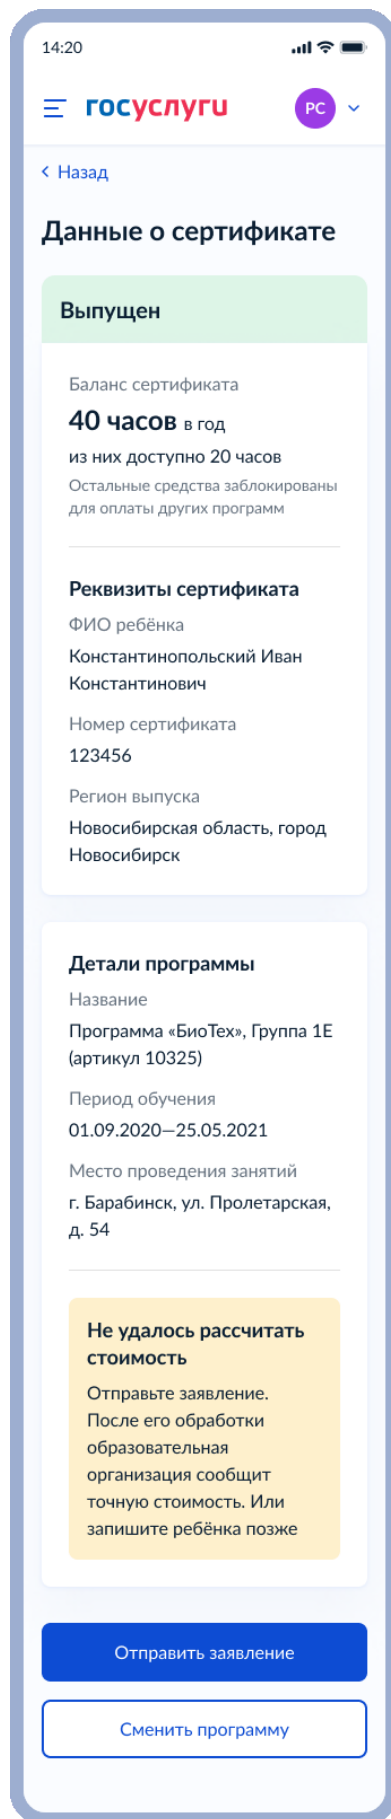 14:20
госуслуги
РС
Назад
Данные о сертификате
Выпущен
Баланс сертификата
40 часов в год
из них доступно 20 часов
Остальные средства заблокированы
для оплаты других программ
Реквизиты сертификата
ФИО ребёнка
Константинопольский Иван
Константинович
Номер сертификата
123456
Регион выпуска
Новосибирская область, город
Новосибирск
Детали программы
Название
Программа «БиоТех», Группа 1Е
(артикул 10325)
Период обучения
01.09.2020—25.05.2021
Место проведения занятий
г. Барабинск, ул. Пролетарская,
д. 54
Не удалось рассчитать
стоимость
Отправьте заявление.
После его обработки
образовательная
организация сообщит
точную стоимость. Или
запишите ребёнка позже
Отправить заявление
Сменить программу